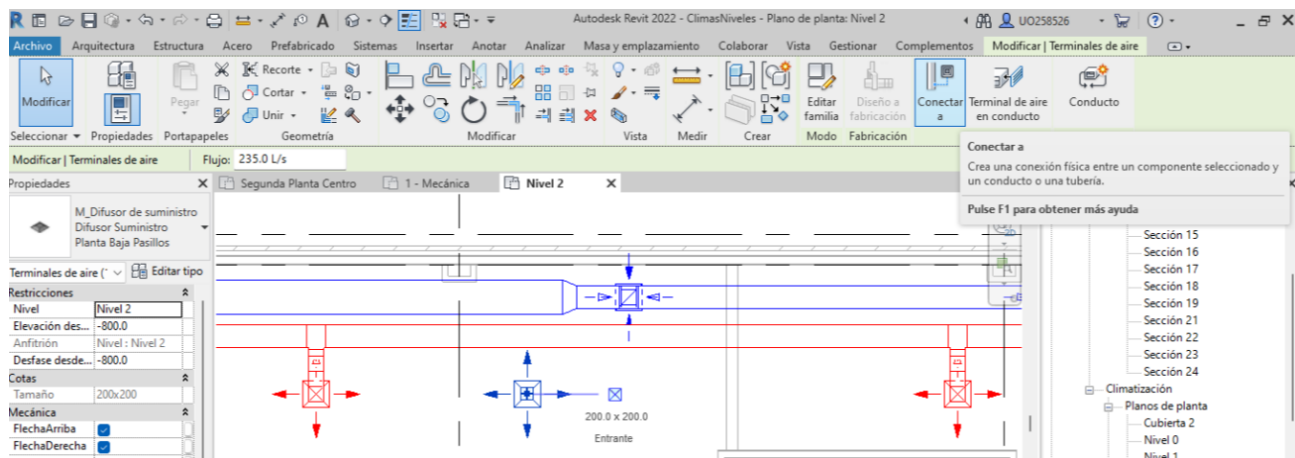 Autodesk Revit 2022 - ClimasNiveles - Plano de planta: Nivel 2
UO258526
Archivo Arquitectura Estructura Acero Prefabricado Sistemas Insertar Anotar Analizar Masa y emplazamiento Colaborar Vista Gestionar Complementos Modificar | Terminales de aire
Modificar
Pegar
Recorte
Cortar
Unir
Editar familia
Diseño a fabricación
Conectar a
Terminal de aire en conducto
Conducto
Seleccionar Propiedades Portapapeles Geometría Modificar Vista Medir Crear Modo Fabricación
Modificar | Terminales de aire Flujo: 235.0 L/s
Conectar a
Crea una conexión física entre un componente seleccionado y
un conducto o una tubería.
Pulse F1 para obtener más ayuda
Propiedades
Segunda Planta Centro 1 - Mecánica Nivel 2
M_Difusor de suministro
Difusor Suministro
Planta Baja Pasillos
Terminales de aire (" Editar tipo
Restricciones
Nivel Nivel 2
Elevación des... -800.0
Anfitrión Nivel : Nivel 2
Desfase desde... -800.0
Cotas
Tamaño 200x200
Mecánica
FlechaArriba
FlechaDerecha
200.0 x 200.0
Entrante
Sección 15
Sección 16
Sección 17
Sección 18
Sección 19
Sección 21
Sección 22
Sección 23
Sección 24
Climatización
Planos de planta
Cubierta 2
Nivel 0
Nivel 1